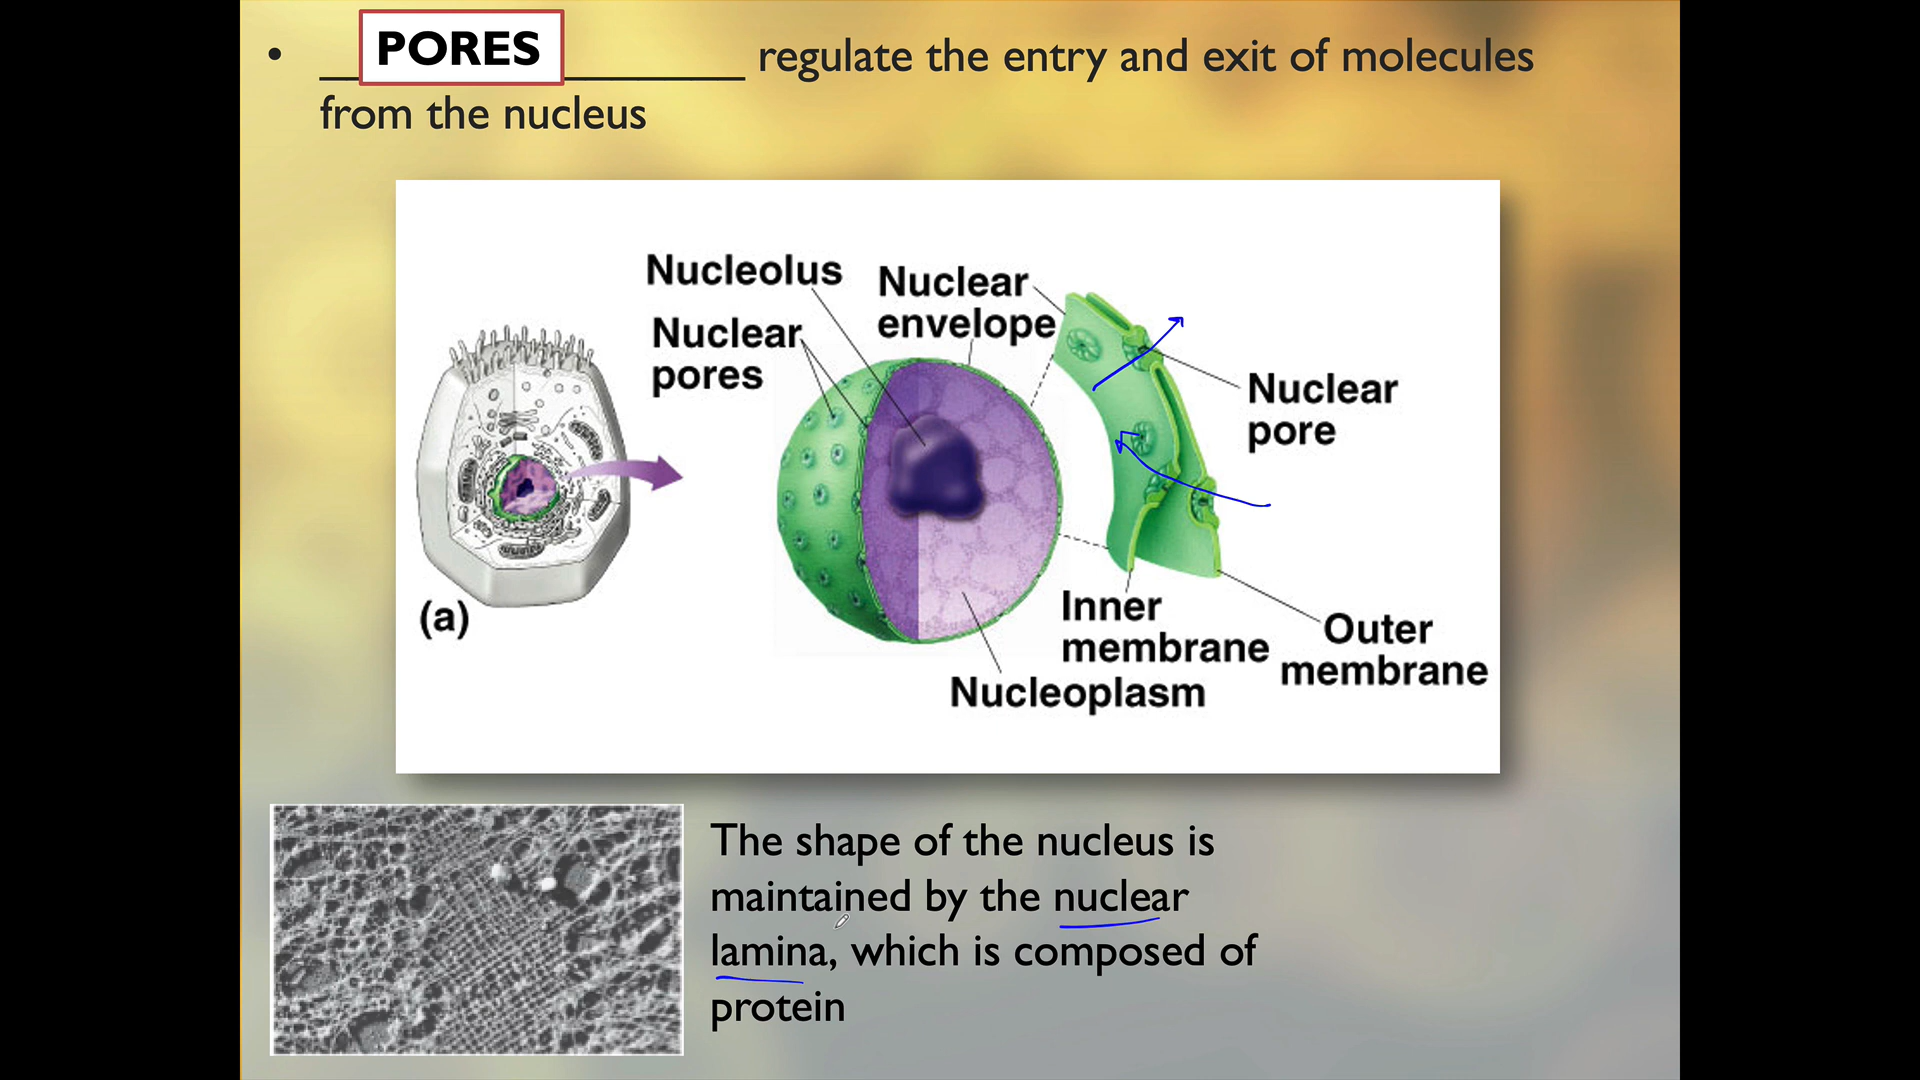 • PORES regulate the entry and exit of molecules
from the nucleus
Nucleolus
Nuclear
envelope
Nuclear
pores
Nuclear
pore
(a)
Inner
membrane
Outer
membrane
Nucleoplasm
The shape of the nucleus is
maintained by the nuclear
lamina, which is composed of
protein